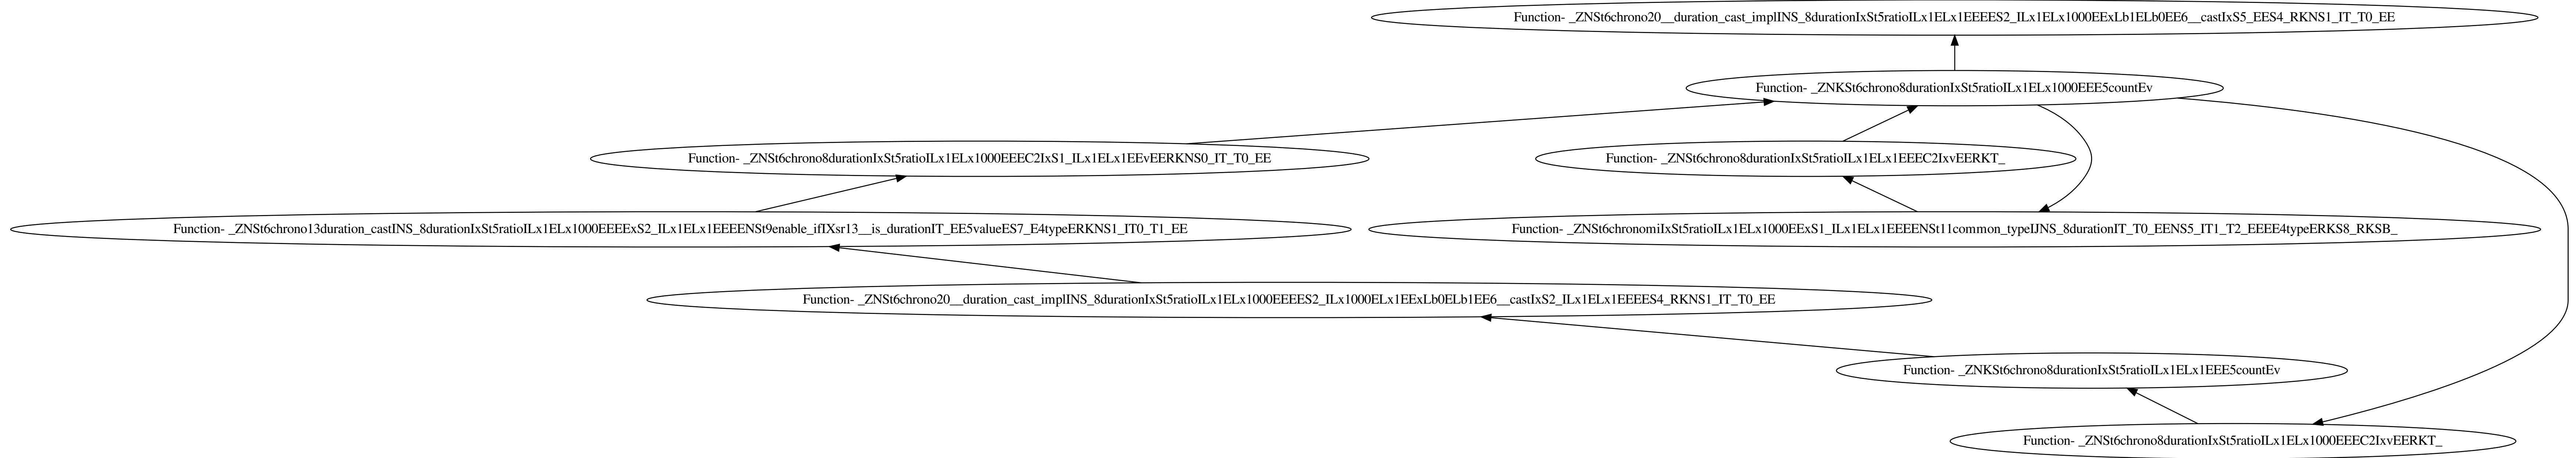 Function- _ZNSt6chrono20__duration_cast_implINS_8durationIxSt5ratioILx1ELx1EEEES2_ILx1ELx1000EExLb1ELb0EE6__castIxS5_EES4_RKNS1_IT_T0_EE
Function- _ZNKSt6chrono8durationIxSt5ratioILx1ELx1000EEE5countEv
Function- _ZNSt6chrono8durationIxSt5ratioILx1ELx1000EEEC2IxS1_ILx1ELx1EEvEERKNS0_IT_T0_EE
Function- _ZNSt6chrono8durationIxSt5ratioILx1ELx1EEEC2IxvEERKT_
Function- _ZNSt6chrono13duration_castINS_8durationIxSt5ratioILx1ELx1000EEEExS2_ILx1ELx1EEEENSt9enable_ifIXsr13__is_durationIT_EE5valueES7_E4typeERKNS1_IT0_T1_EE
Function- _ZNSt6chronomiIxSt5ratioILx1ELx1000EExS1_ILx1ELx1EEEENSt11common_typeIJNS_8durationIT_T0_EENS5_IT1_T2_EEEE4typeERKS8_RKSB_
Function- _ZNSt6chrono20__duration_cast_implINS_8durationIxSt5ratioILx1ELx1000EEEES2_ILx1000ELx1EExLb0ELb1EE6__castIxS2_ILx1ELx1EEEES4_RKNS1_IT_T0_EE
Function- _ZNKSt6chrono8durationIxSt5ratioILx1ELx1EEE5countEv
Function- _ZNSt6chrono8durationIxSt5ratioILx1ELx1000EEEC2IxvEERKT_